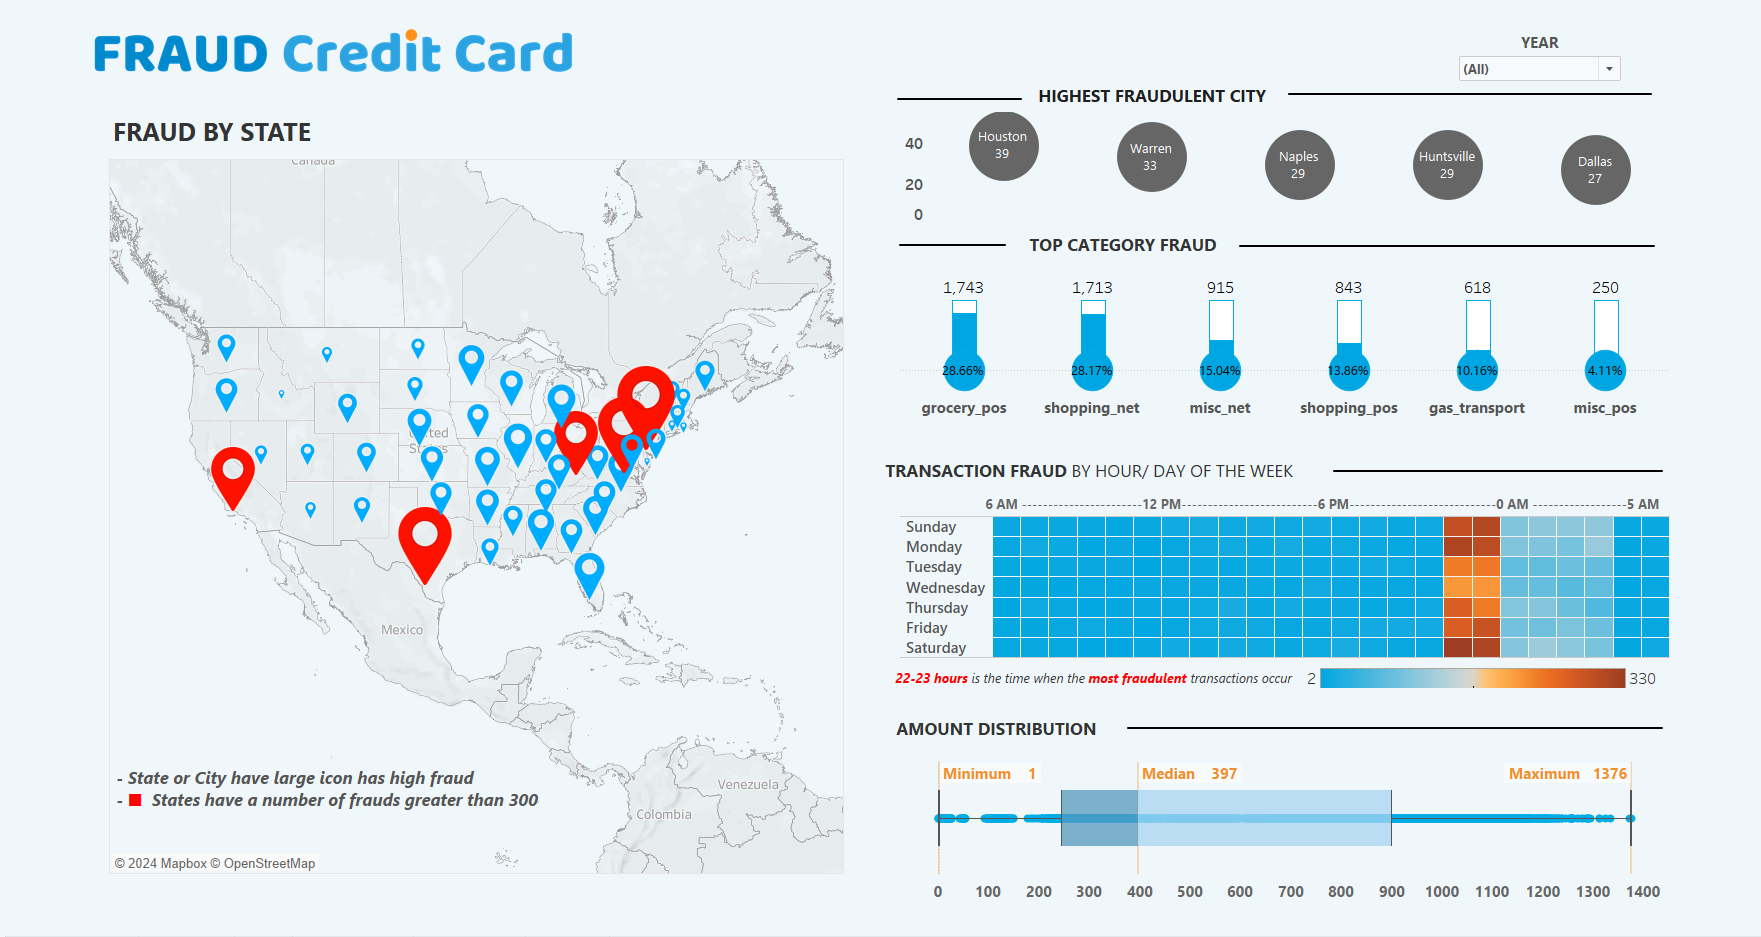 FRAUD Credit Card
YEAR
(All)
FRAUD BY STATE
Canada
United States
Mexico
Venezuela
Colombia
- State or City have large icon has high fraud
- States have a number of frauds greater than 300
© 2024 Mapbox © OpenStreetMap
HIGHEST FRAUDULENT CITY
40
20
0
Houston
39
Warren
33
Naples
29
Huntsville
29
Dallas
27
TOP CATEGORY FRAUD
1,743 1,713 915 843 618 250
28.66% 28.17% 15.04% 13.86% 10.16% 4.11%
grocery_pos shopping_net misc_net shopping_pos gas_transport misc_pos
TRANSACTION FRAUD BY HOUR/ DAY OF THE WEEK
6 AM ---------------------- 12 PM ------------------------ 6 PM -------------------------- 0 AM ---------------- 5 AM
Sunday
Monday
Tuesday
Wednesday
Thursday
Friday
Saturday
22-23 hours is the time when the most fraudulent transactions occur
2 330
AMOUNT DISTRIBUTION
Minimum 1 Median 397 Maximum 1376
0 100 200 300 400 500 600 700 800 900 1000 1100 1200 1300 1400